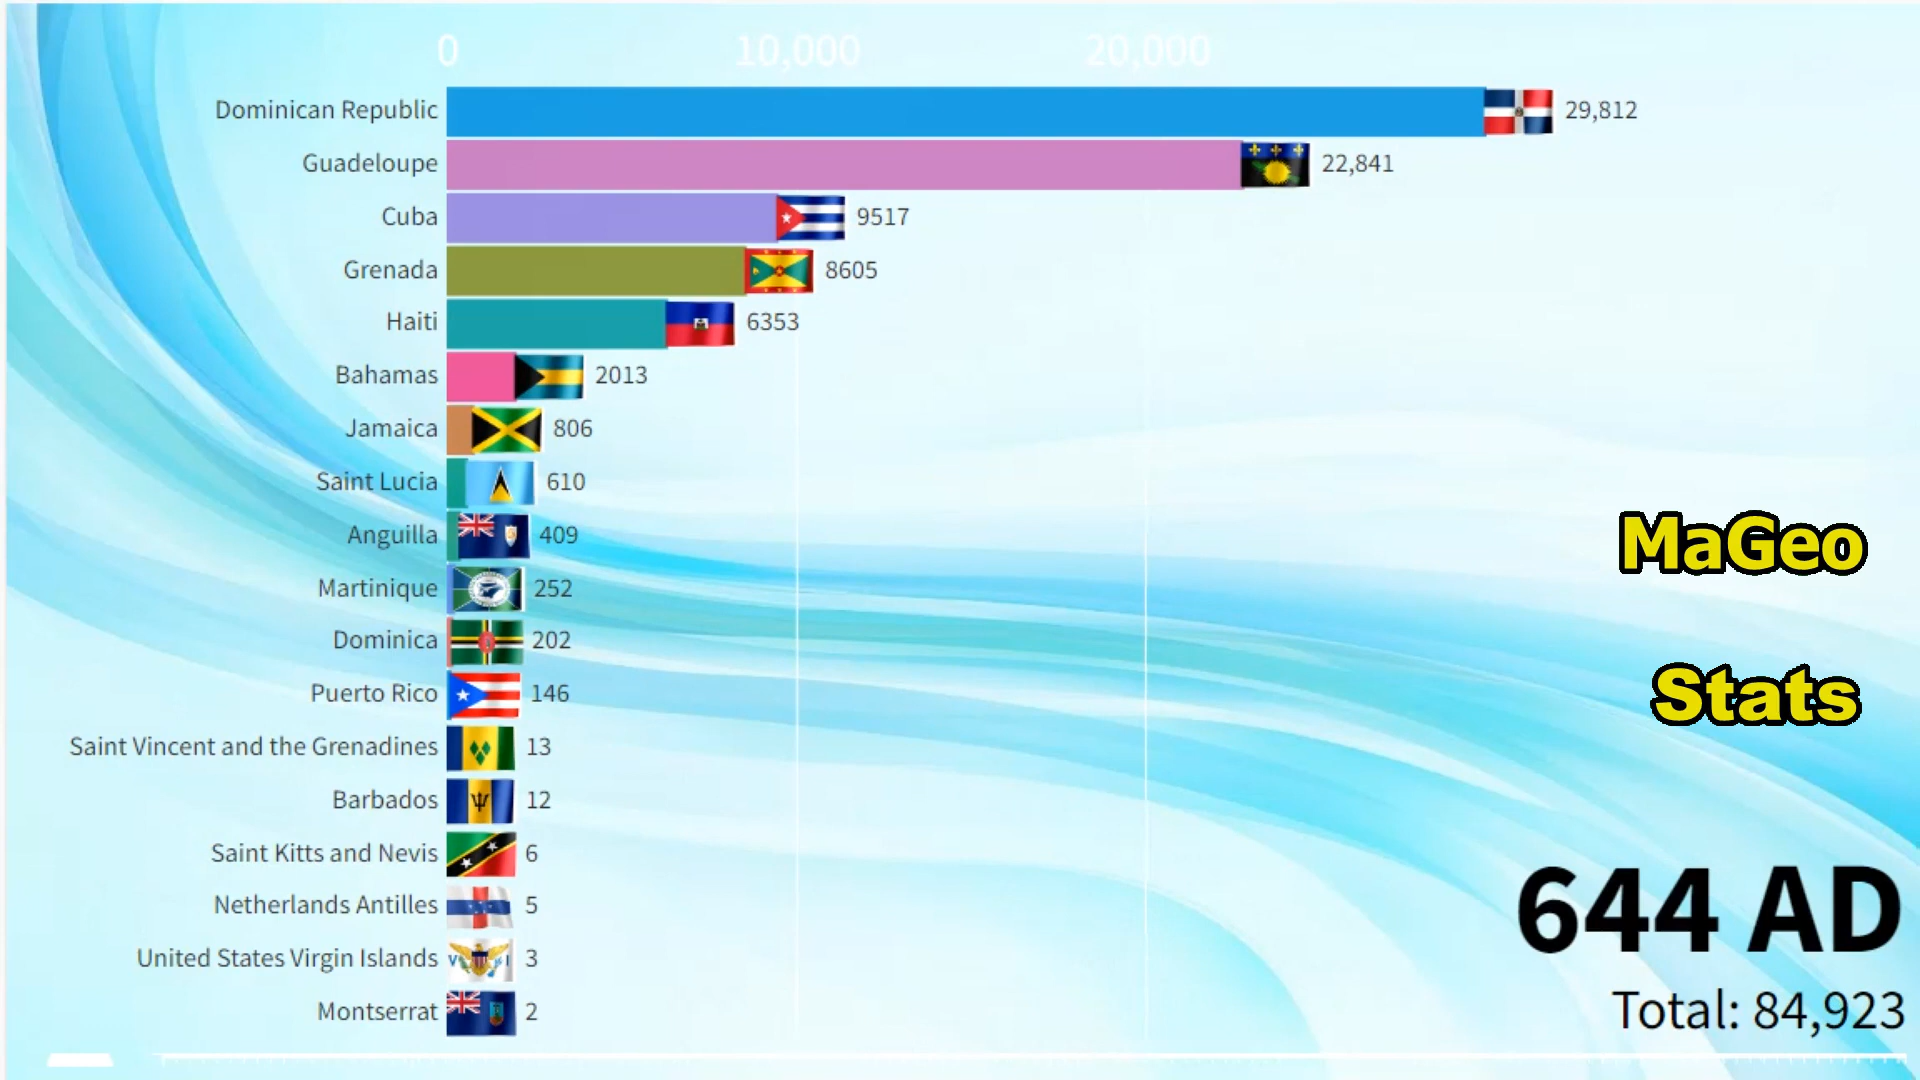 0 10,000 20,000
Dominican Republic 29,812
Guadeloupe 22,841
Cuba 9517
Grenada 8605
Haiti 6353
Bahamas 2013
Jamaica 806
Saint Lucia 610
Anguilla 409
Martinique 252
Dominica 202
Puerto Rico 146
Saint Vincent and the Grenadines 13
Barbados 12
Saint Kitts and Nevis 6
Netherlands Antilles 5
United States Virgin Islands V I 3
Montserrat 2
MaGeo
Stats
644 AD
Total: 84,923